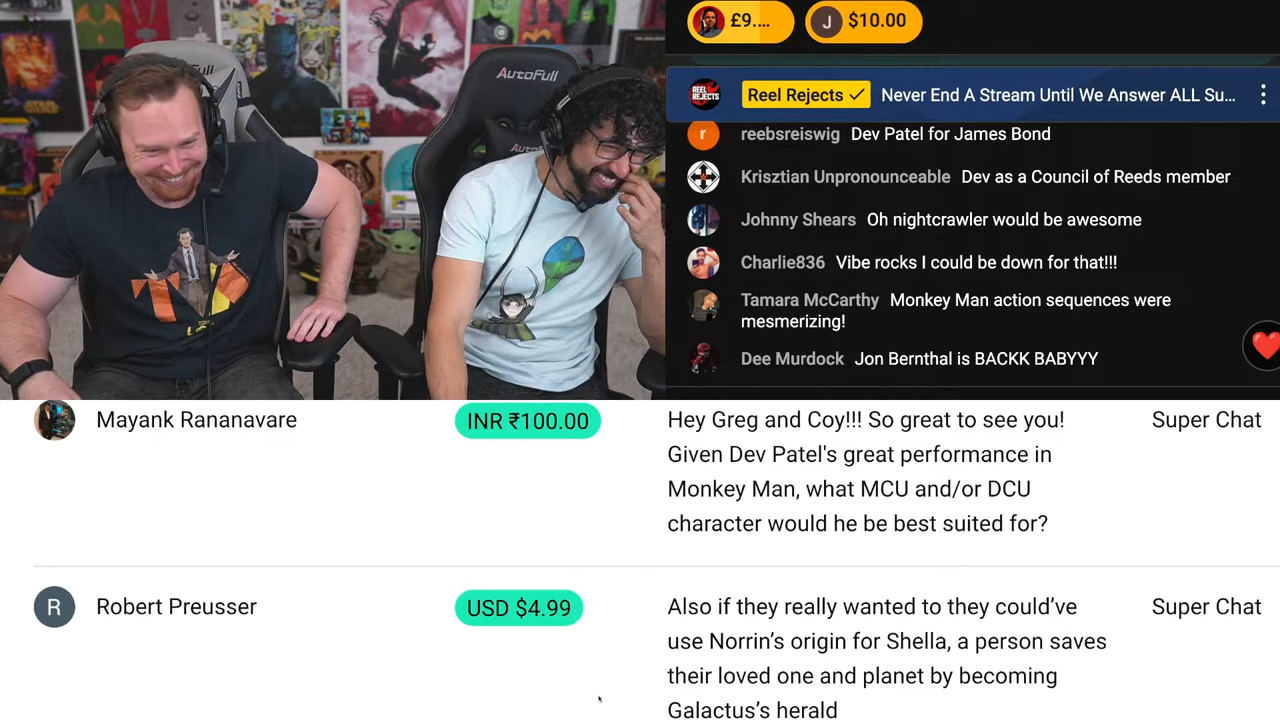 £9....
J $10.00
AutoFull
REEL REJECTS
Reel Rejects Never End A Stream Until We Answer ALL Su...
r reebsreiswig Dev Patel for James Bond
Krisztian Unpronounceable Dev as a Council of Reeds member
Johnny Shears Oh nightcrawler would be awesome
Charlie836 Vibe rocks I could be down for that!!!
Tamara McCarthy Monkey Man action sequences were
mesmerizing!
Dee Murdock Jon Bernthal is BACKK BABYYY
Mayank Rananavare INR ₹100.00 Hey Greg and Coy!!! So great to see you! Super Chat
Given Dev Patel's great performance in
Monkey Man, what MCU and/or DCU
character would he be best suited for?
R Robert Preusser USD $4.99 Also if they really wanted to they could’ve Super Chat
use Norrin’s origin for Shella, a person saves
their loved one and planet by becoming
Galactus’s herald